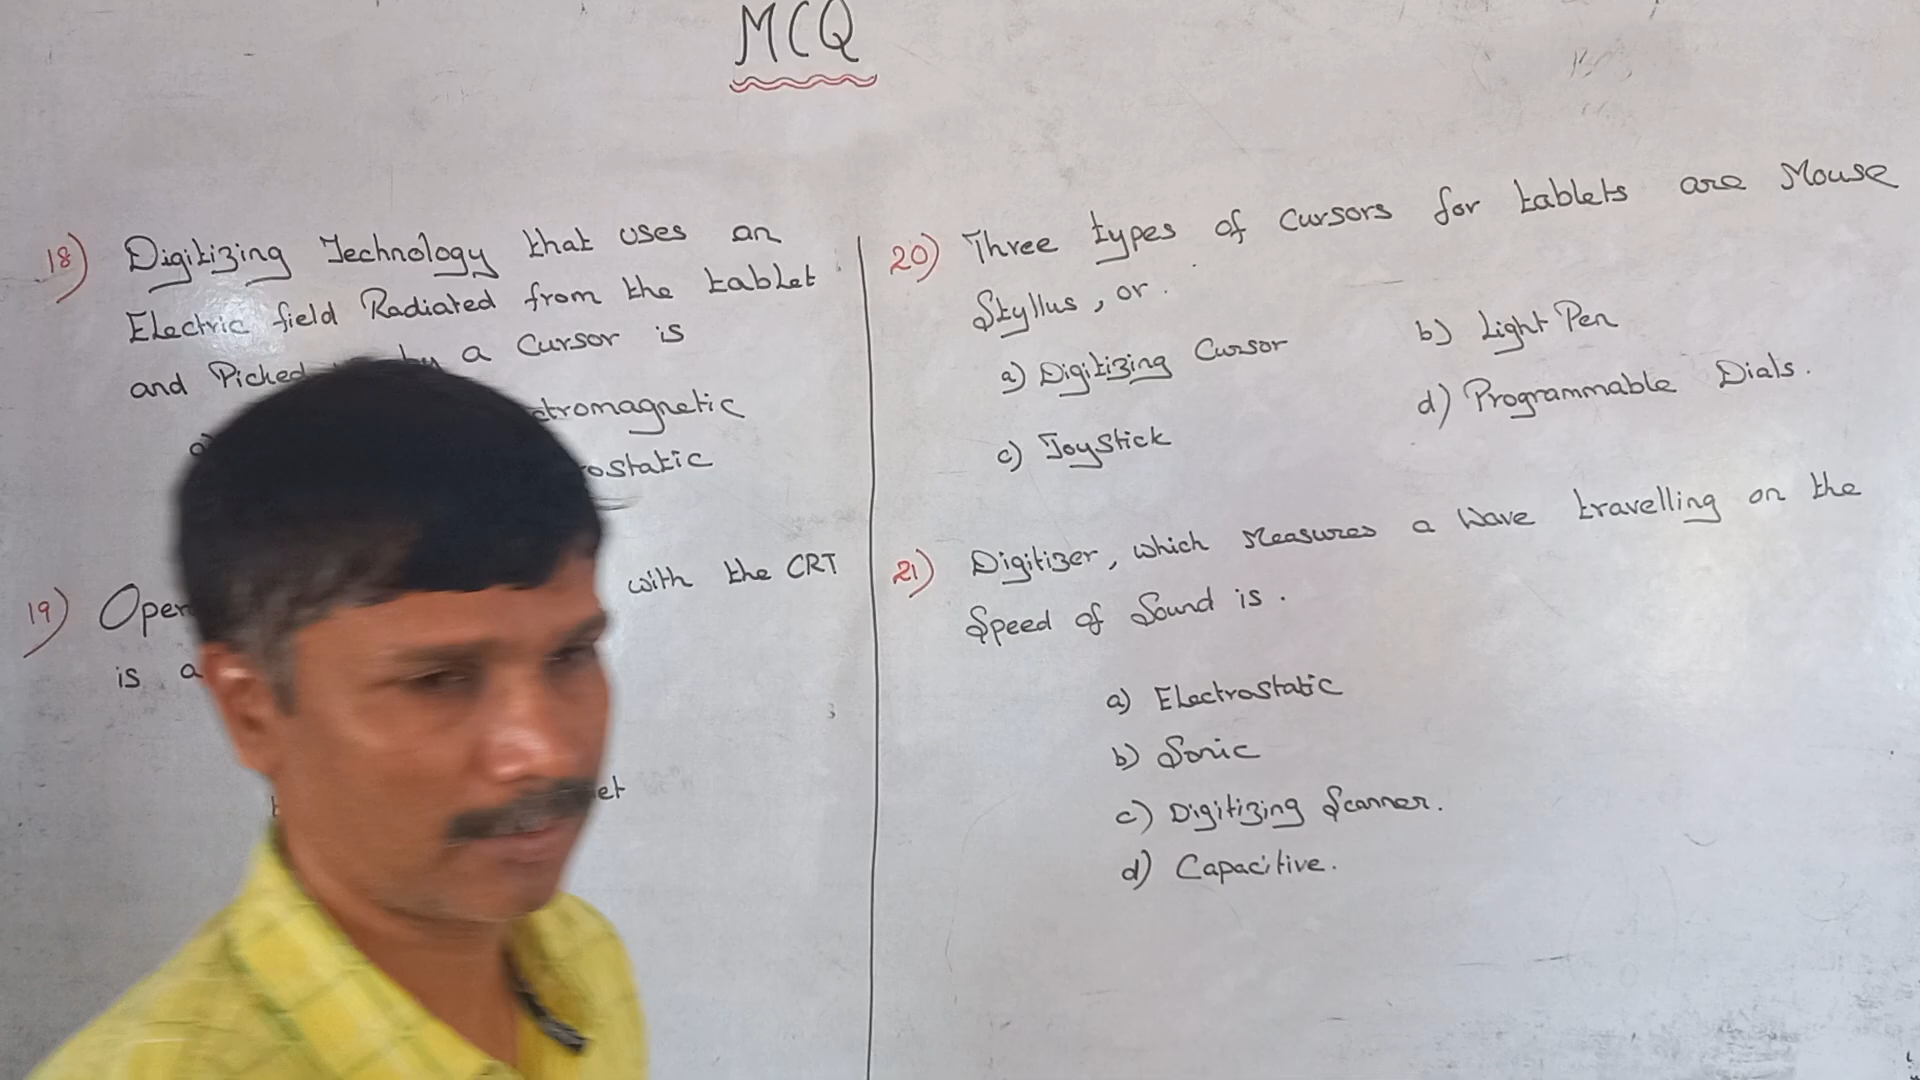 MCQ
18) Digitizing Technology that uses an
Electric field Radiated from the tablet
and Picked by a Cursor is
ctromagnetic
ostatic
19) Oper with the CRT
is a
et
20) Three types of cursors for tablets are Mouse
Styllus, or.
a) Digitizing Cursor b) Light Pen
c) Joystick d) Programmable Dials.
21) Digitizer, which Measures a Wave travelling on the
Speed of Sound is.
a) Electrostatic
b) Sonic
c) Digitizing Scanner.
d) Capacitive.